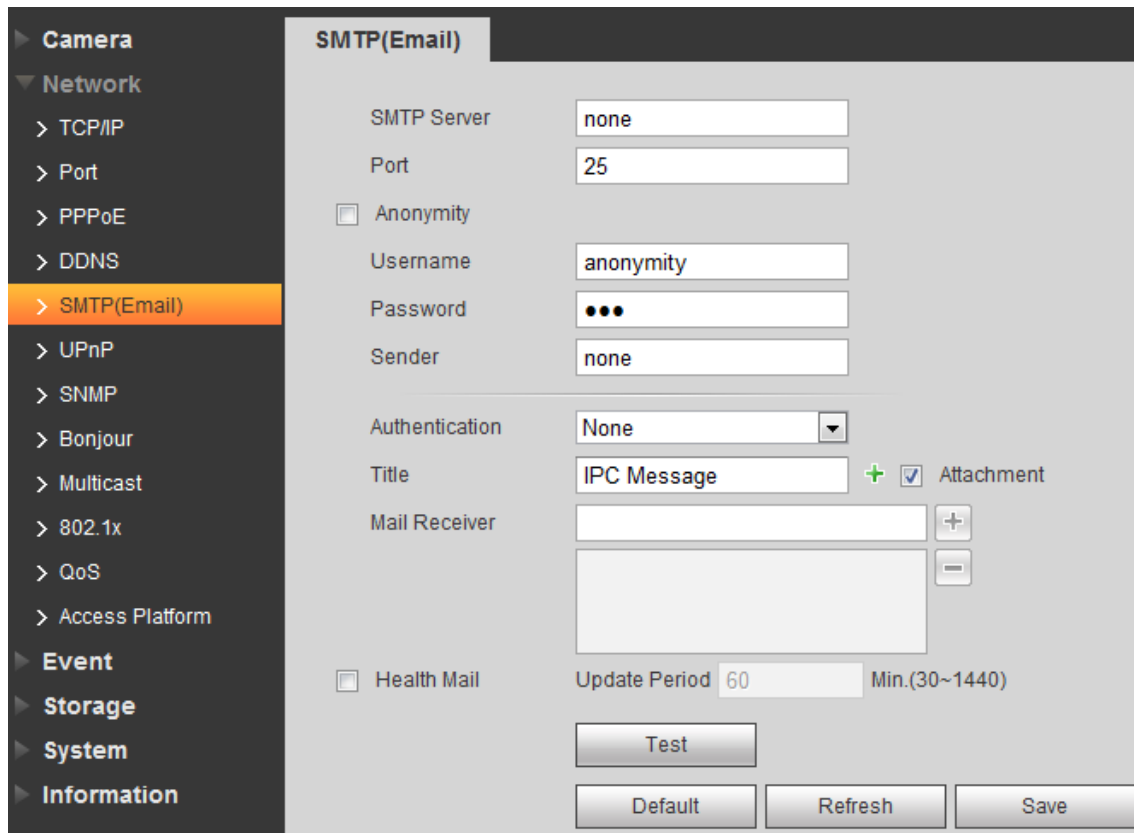 Camera
Network
TCP/IP
Port
PPPoE
DDNS
SMTP(Email)
UPnP
SNMP
Bonjour
Multicast
802.1x
QoS
Access Platform
Event
Storage
System
Information
SMTP(Email)
SMTP Server none
Port 25
Anonymity
Username anonymity
Password ●●●
Sender none
Authentication None
Title IPC Message + Attachment
Mail Receiver +
Health Mail Update Period 60 Min.(30~1440)
Test
Default Refresh Save